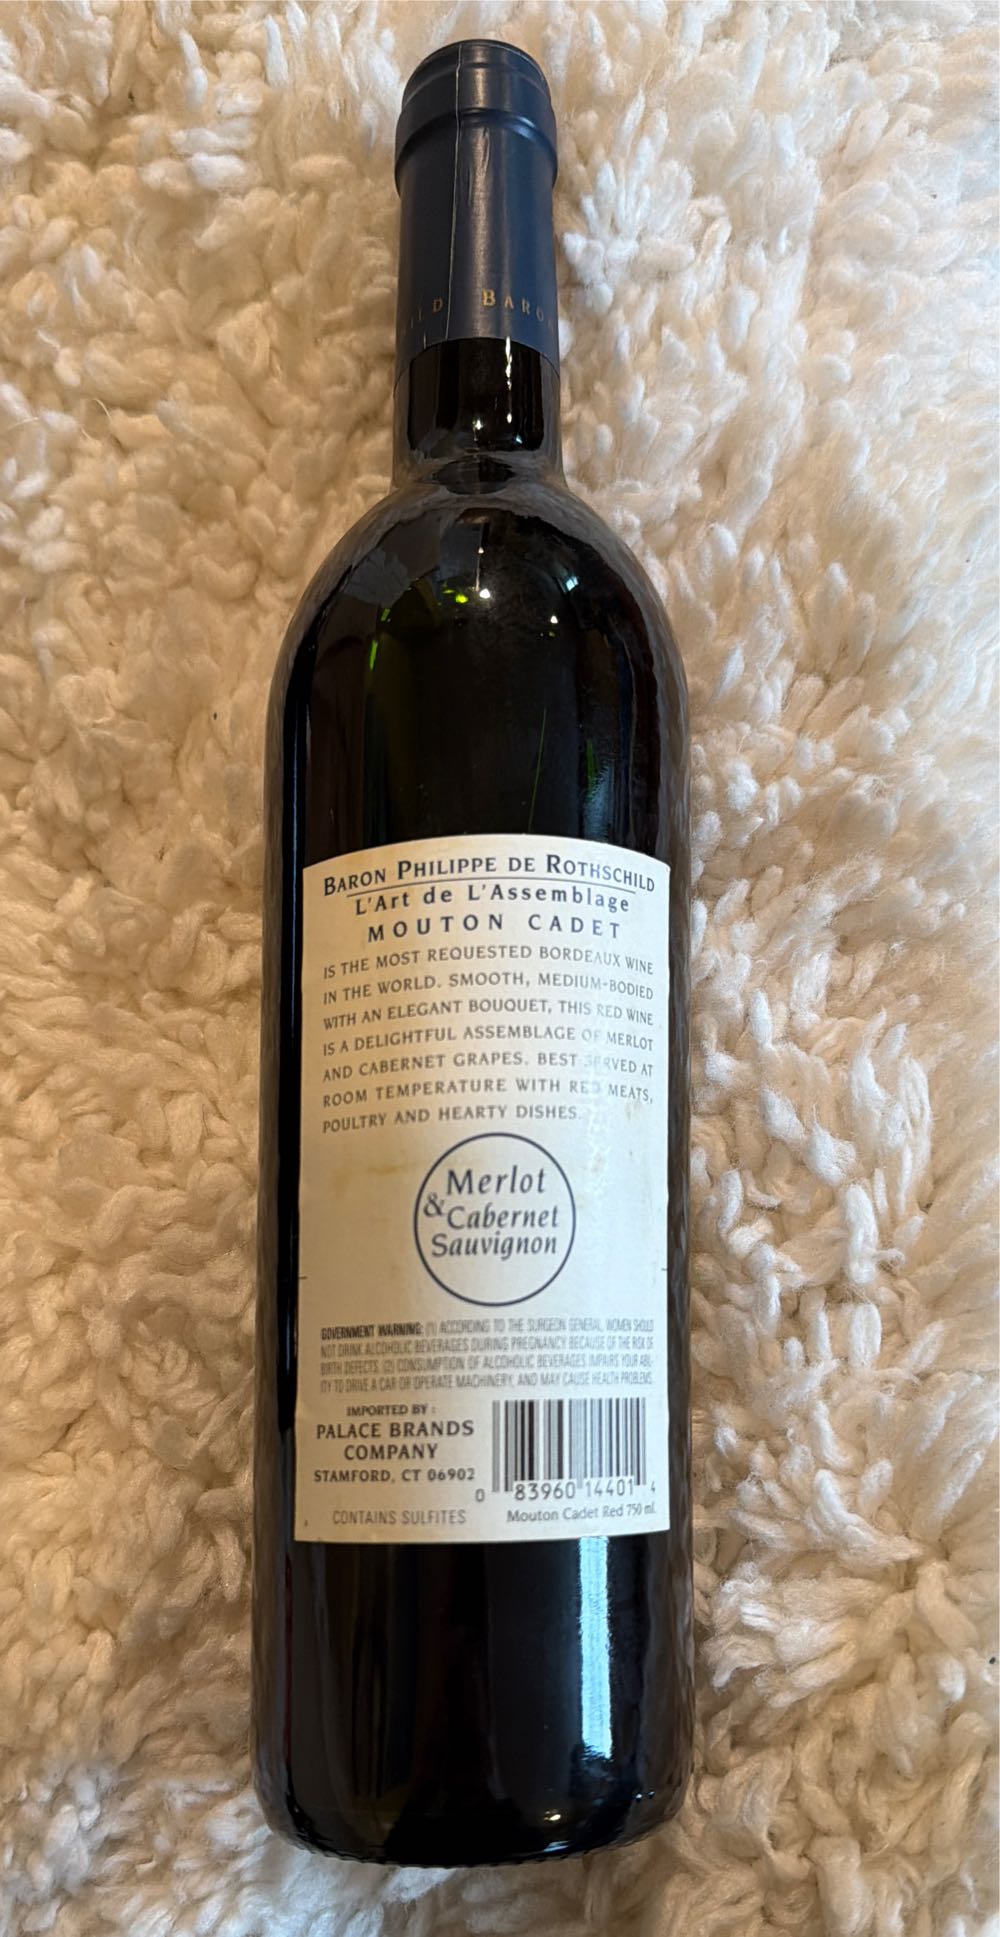 BARON
BARON PHILIPPE DE ROTHSCHILD
L'Art de L'Assemblage
MOUTON CADET
IS THE MOST REQUESTED BORDEAUX WINE
IN THE WORLD. SMOOTH, MEDIUM-BODIED
WITH AN ELEGANT BOUQUET, THIS RED WINE
IS A DELIGHTFUL ASSEMBLAGE OF MERLOT
AND CABERNET GRAPES. BEST SERVED AT
ROOM TEMPERATURE WITH RED MEATS,
POULTRY AND HEARTY DISHES.
Merlot
& Cabernet
Sauvignon
GOVERNMENT WARNING: (1) ACCORDING TO THE SURGEON GENERAL, WOMEN SHOULD
NOT DRINK ALCOHOLIC BEVERAGES DURING PREGNANCY BECAUSE OF THE RISK OF
BIRTH DEFECTS. (2) CONSUMPTION OF ALCOHOLIC BEVERAGES IMPAIRS YOUR ABIL-
ITY TO DRIVE A CAR OR OPERATE MACHINERY, AND MAY CAUSE HEALTH PROBLEMS.
IMPORTED BY :
PALACE BRANDS
COMPANY
STAMFORD, CT 06902
CONTAINS SULFITES
0 83960 14401 4
Mouton Cadet Red 750 ml.